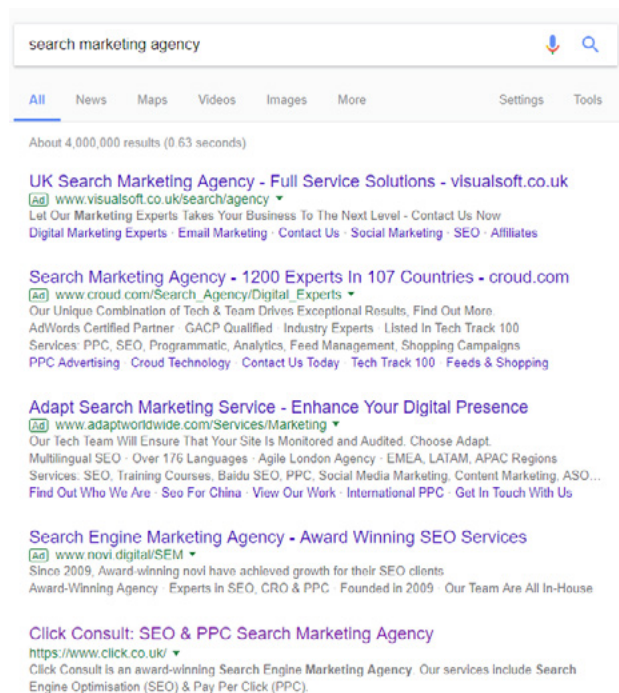 search marketing agency
All News Maps Videos Images More Settings Tools
About 4,000,000 results (0.63 seconds)
UK Search Marketing Agency - Full Service Solutions - visualsoft.co.uk
Ad www.visualsoft.co.uk/search/agency
Let Our Marketing Experts Takes Your Business To The Next Level - Contact Us Now
Digital Marketing Experts · Email Marketing · Contact Us · Social Marketing · SEO · Affiliates
Search Marketing Agency - 1200 Experts In 107 Countries - croud.com
Ad www.croud.com/Search_Agency/Digital_Experts
Our Unique Combination of Tech & Team Drives Exceptional Results, Find Out More.
AdWords Certified Partner · GACP Qualified · Industry Experts · Listed In Tech Track 100
Services: PPC, SEO, Programmatic, Analytics, Feed Management, Shopping Campaigns
PPC Advertising · Croud Technology · Contact Us Today · Tech Track 100 · Feeds & Shopping
Adapt Search Marketing Service - Enhance Your Digital Presence
Ad www.adaptworldwide.com/Services/Marketing
Our Tech Team Will Ensure That Your Site Is Monitored and Audited. Choose Adapt.
Multilingual SEO · Over 176 Languages · Agile London Agency · EMEA, LATAM, APAC Regions
Services: SEO, Training Courses, Baidu SEO, PPC, Social Media Marketing, Content Marketing, ASO...
Find Out Who We Are · Seo For China · View Our Work · International PPC · Get In Touch With Us
Search Engine Marketing Agency - Award Winning SEO Services
Ad www.novi.digital/SEM
Since 2009, Award-winning novi have achieved growth for their SEO clients
Award-Winning Agency · Experts in SEO, CRO & PPC · Founded in 2009 · Our Team Are All In-House
Click Consult: SEO & PPC Search Marketing Agency
https://www.click.co.uk/
Click Consult is an award-winning Search Engine Marketing Agency. Our services include Search
Engine Optimisation (SEO) & Pay Per Click (PPC).